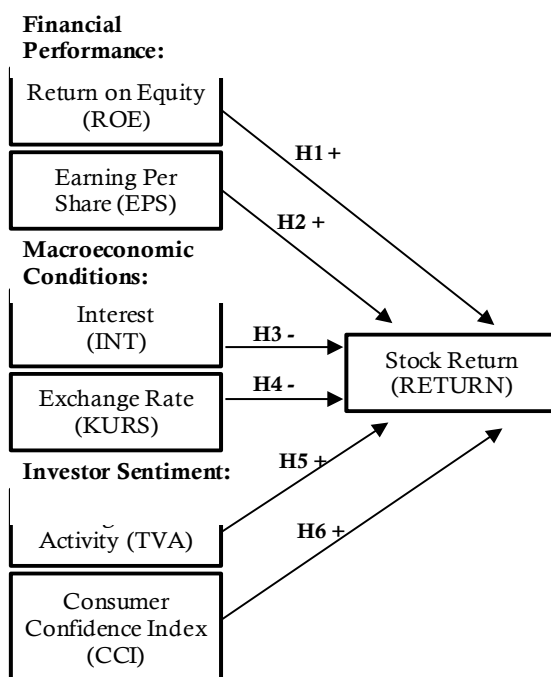 Financial
Performance:
Return on Equity
(ROE)
H1 +
Earning Per
Share (EPS)
H2 +
Macroeconomic
Conditions:
Interest
(INT)
H3 -
Stock Return
(RETURN)
Exchange Rate
(KURS)
H4 -
Investor Sentiment:
H5 +
Activity (TVA)
H6 +
Consumer
Confidence Index
(CCI)